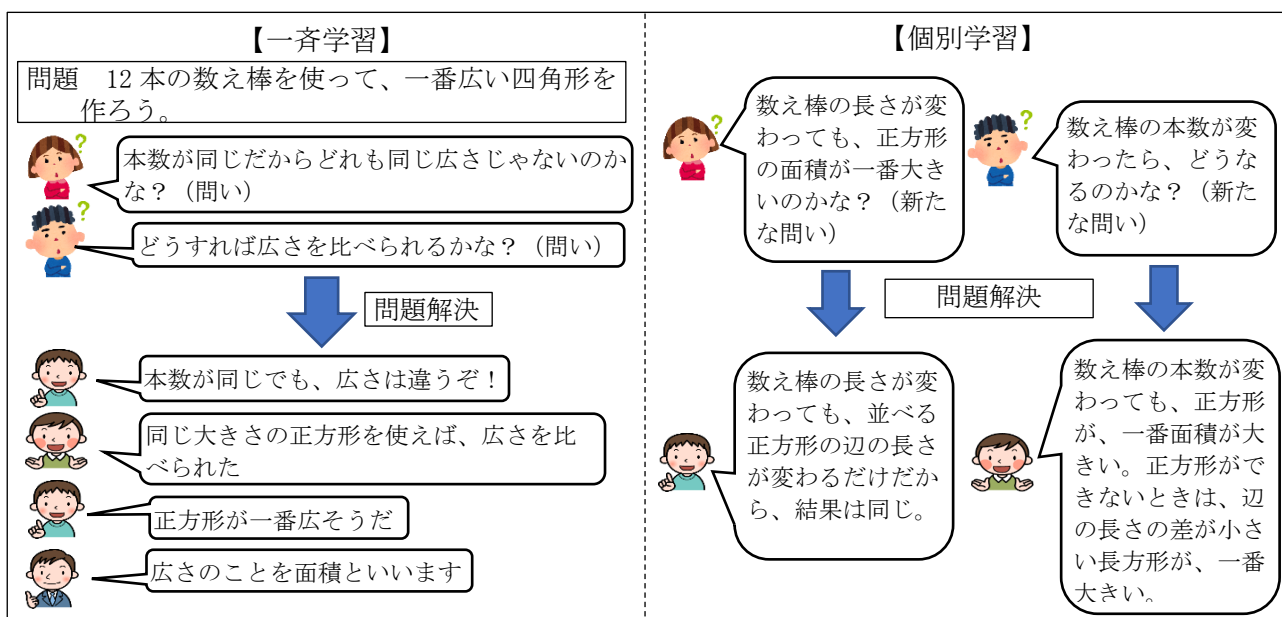 【一斉学習】
問題　12 本の数え棒を使って、一番広い四角形を
作ろう。
本数が同じだからどれも同じ広さじゃないのか
な？（問い）
どうすれば広さを比べられるかな？（問い）
問題解決
本数が同じでも、広さは違うぞ！
同じ大きさの正方形を使えば、広さを比
べられた
正方形が一番広そうだ
広さのことを面積といいます
【個別学習】
数え棒の長さが変
わっても、正方形
の面積が一番大き
いのかな？（新た
な問い）
数え棒の本数が変
わったら、どうな
るのかな？（新た
な問い）
問題解決
数え棒の長さが変
わっても、並べる
正方形の辺の長さ
が変わるだけだか
ら、結果は同じ。
数え棒の本数が変
わっても、正方形
が、一番面積が大
きい。正方形がで
きないときは、辺
の長さの差が小さ
い長方形が、一番
大きい。